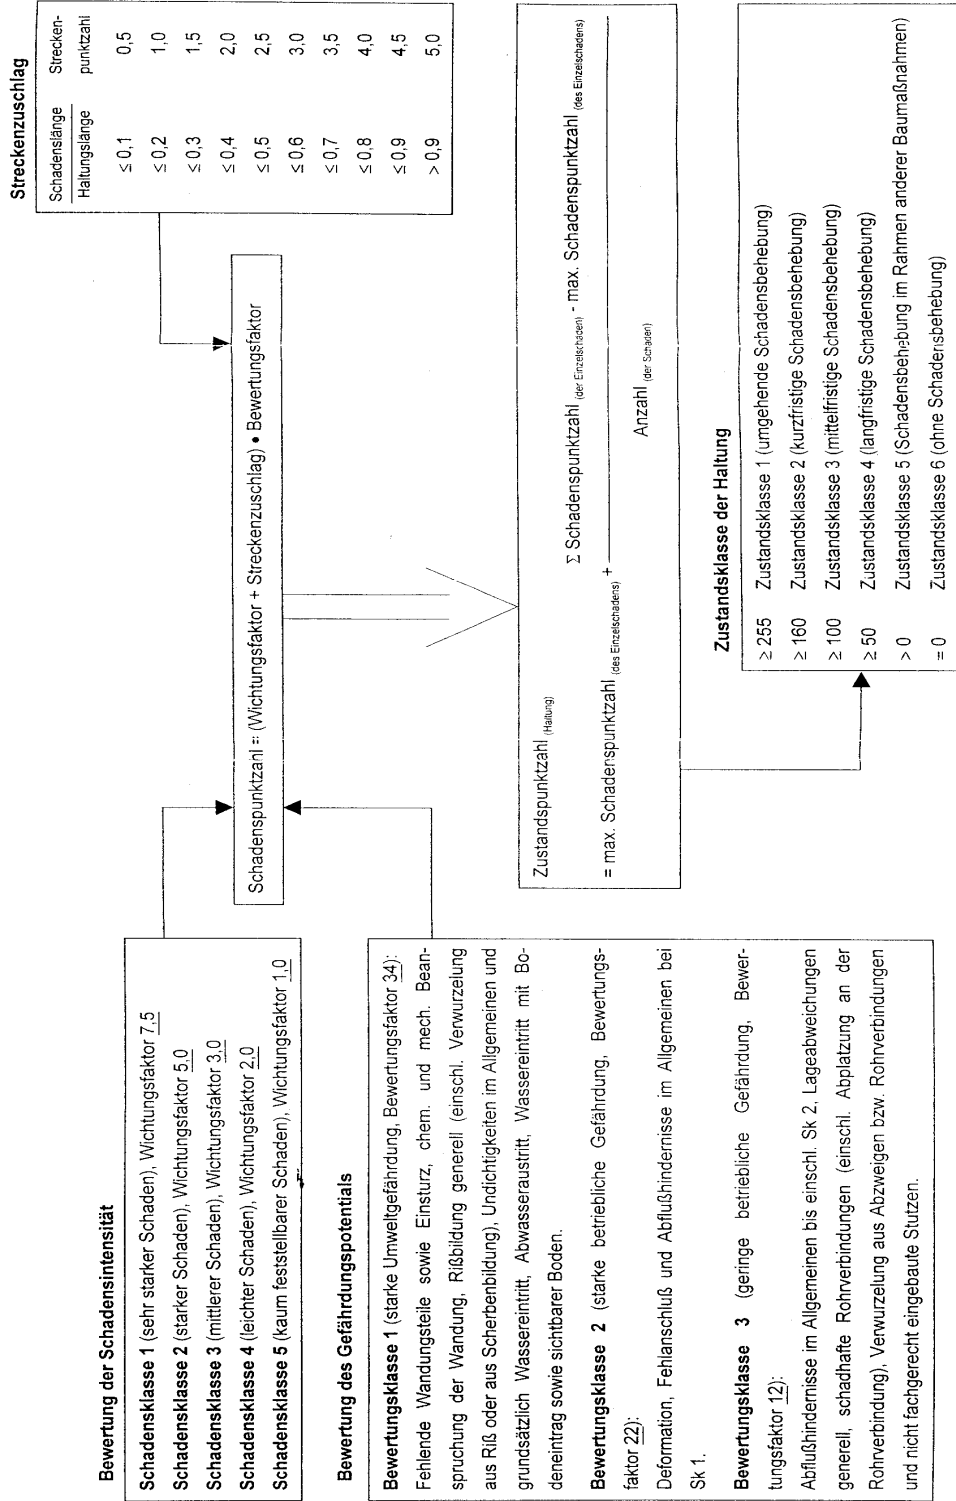 Bewertung der Schadensintensität
Schadensklasse 1 (sehr starker Schaden), Wichtungsfaktor 7,5
Schadensklasse 2 (starker Schaden), Wichtungsfaktor 5,0
Schadensklasse 3 (mittlerer Schaden), Wichtungsfaktor 3,0
Schadensklasse 4 (leichter Schaden), Wichtungsfaktor 2,0
Schadensklasse 5 (kaum feststellbarer Schaden), Wichtungsfaktor 1,0
Bewertung des Gefährdungspotentials
Bewertungsklasse 1 (starke Umweltgefährdung, Bewertungsfaktor 34):
Fehlende Wandungsteile sowie Einsturz, chem. und mech. Bean-
spruchung der Wandung, Rißbildung generell (einschl. Verwurzelung
aus Riß oder aus Scherbenbildung), Undichtigkeiten im Allgemeinen und
grundsätzlich Wassereintritt, Abwasseraustritt, Wassereintritt mit Bo-
deneintrag sowie sichtbarer Boden.
Bewertungsklasse 2 (starke betriebliche Gefährdung, Bewertungs-
faktor 22):
Deformation, Fehlanschluß und Abflußhindernisse im Allgemeinen bei
Sk 1.
Bewertungsklasse 3 (geringe betriebliche Gefährdung, Bewer-
tungsfaktor 12):
Abflußhindernisse im Allgemeinen bis einschl. Sk 2, Lageabweichungen
generell, schadhafte Rohrverbindungen (einschl. Abplatzung an der
Rohrverbindung), Verwurzelung aus Abzweigen bzw. Rohrverbindungen
und nicht fachgerecht eingebaute Stutzen.
Streckenzuschlag
Schadenslänge Strecken-
Haltungslänge punktzahl
≤ 0,1 0,5
≤ 0,2 1,0
≤ 0,3 1,5
≤ 0,4 2,0
≤ 0,5 2,5
≤ 0,6 3,0
≤ 0,7 3,5
≤ 0,8 4,0
≤ 0,9 4,5
> 0,9 5,0
Schadenspunktzahl = (Wichtungsfaktor + Streckenzuschlag) • Bewertungsfaktor
Zustandspunktzahl (Haltung)
Σ Schadenspunktzahl (der Einzelschäden) - max. Schadenspunktzahl (des Einzelschadens)
= max. Schadenspunktzahl (des Einzelschadens) +
Anzahl (der Schäden)
Zustandsklasse der Haltung
≥ 255 Zustandsklasse 1 (umgehende Schadensbehebung)
≥ 160 Zustandsklasse 2 (kurzfristige Schadensbehebung)
≥ 100 Zustandsklasse 3 (mittelfristige Schadensbehebung)
≥ 50 Zustandsklasse 4 (langfristige Schadensbehebung)
> 0 Zustandsklasse 5 (Schadensbehebung im Rahmen anderer Baumaßnahmen)
= 0 Zustandsklasse 6 (ohne Schadensbehebung)